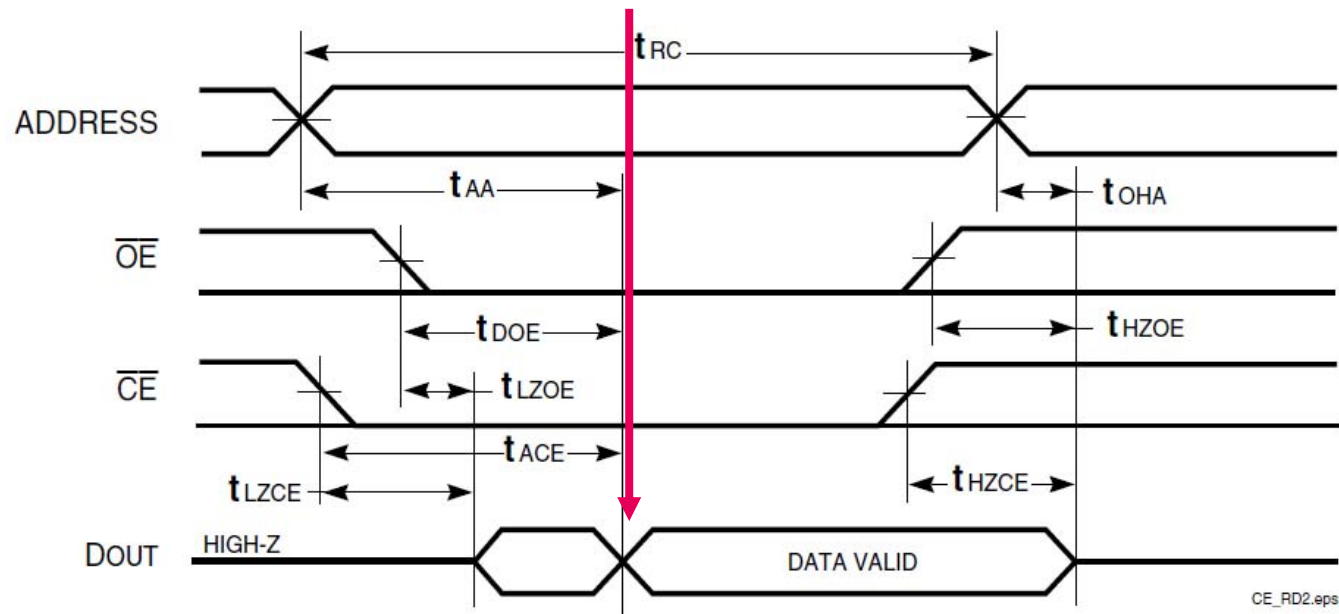 tRC
ADDRESS
tAA
tOHA
OE
tDOE
tHZOE
CE
tLZOE
tACE
tLZCE
tHZCE
DOUT
HIGH-Z
DATA VALID
CE_RD2.eps